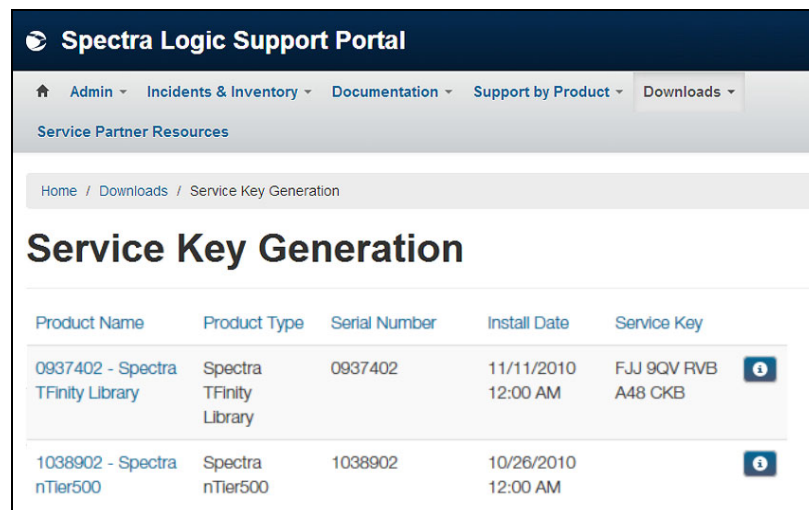 Spectra Logic Support Portal
Admin Incidents & Inventory Documentation Support by Product Downloads
Service Partner Resources
Home / Downloads / Service Key Generation
Service Key Generation
Product Name Product Type Serial Number Install Date Service Key
0937402 - Spectra Spectra 0937402 11/11/2010 FJJ 9QV RVB
TFinity Library TFinity 12:00 AM A48 CKB
Library
1038902 - Spectra Spectra 1038902 10/26/2010
nTier500 nTier500 12:00 AM